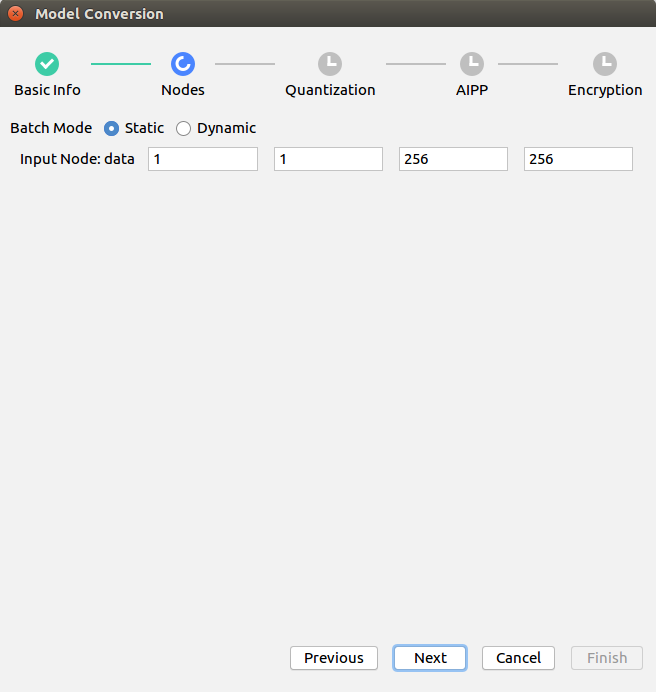 Model Conversion
Basic Info Nodes Quantization AIPP Encryption
Batch Mode Static Dynamic
Input Node: data 1 1 256 256
Previous Next Cancel Finish